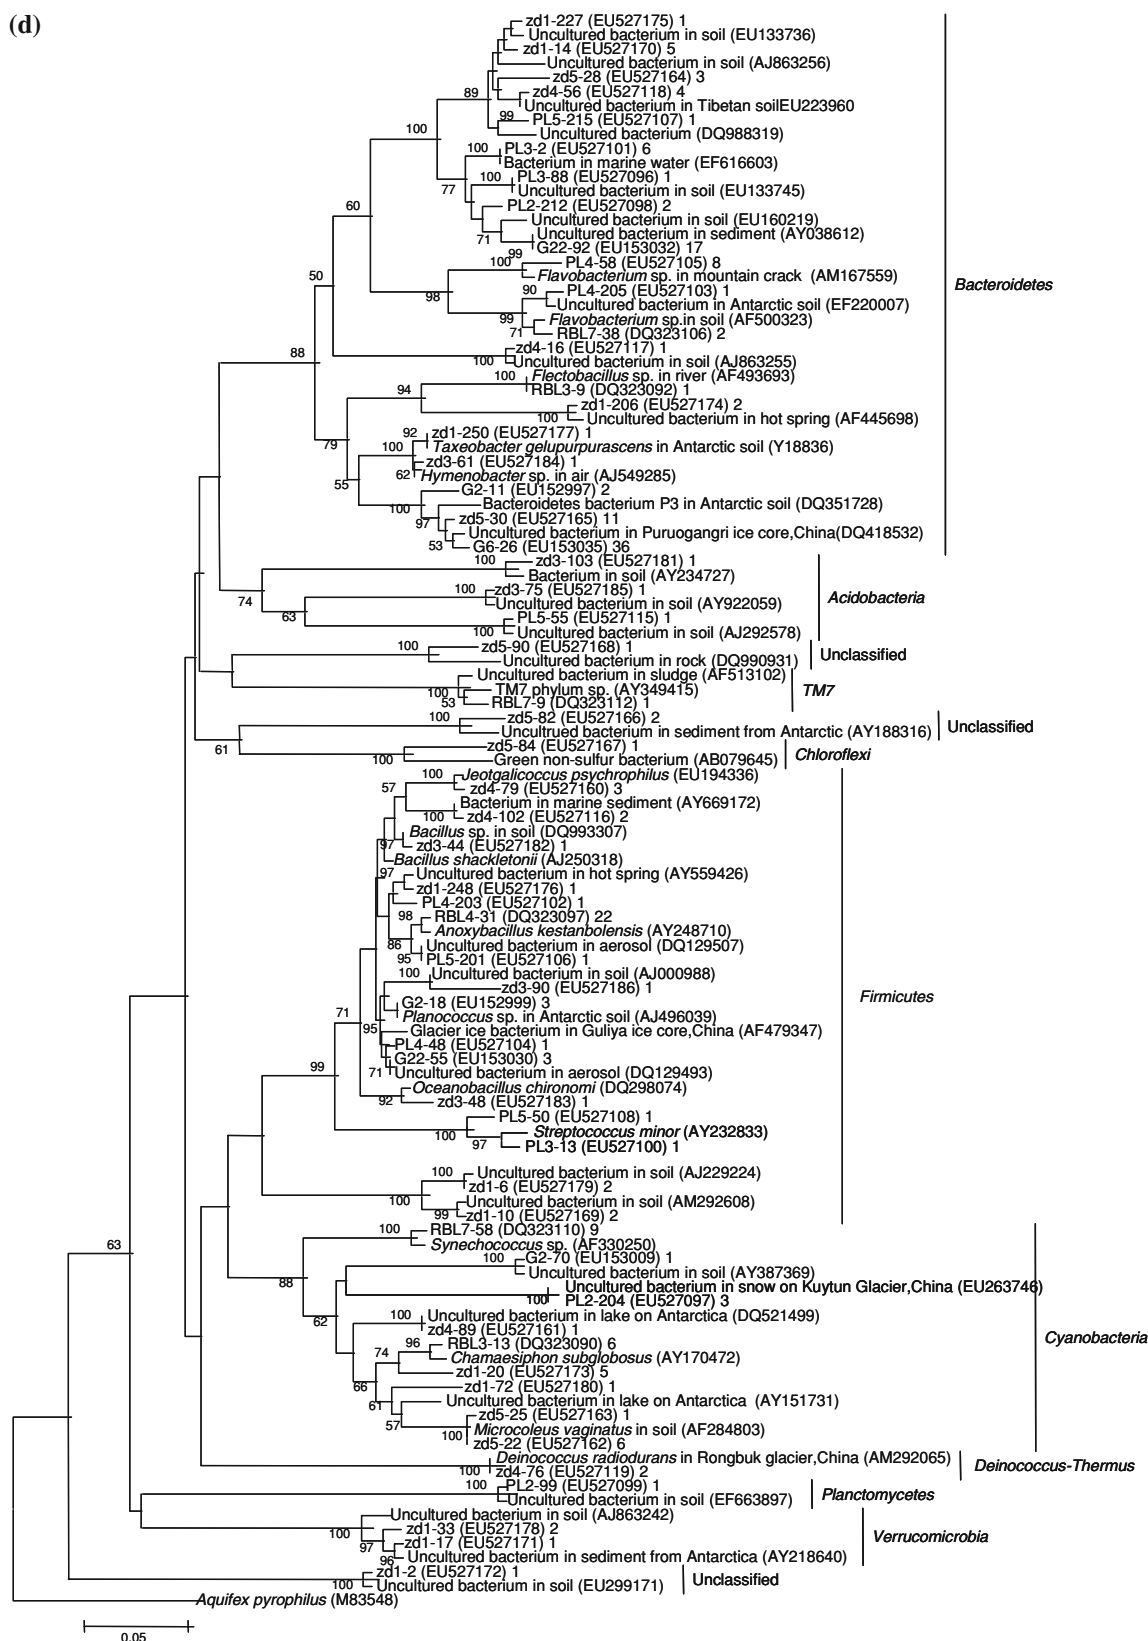 (d)
zd1-227 (EU527175) 1
Uncultured bacterium in soil (EU133736)
zd1-14 (EU527170) 5
Uncultured bacterium in soil (AJ863256)
zd5-28 (EU527164) 3
89
zd4-56 (EU527118) 4
Uncultured bacterium in Tibetan soilEU223960
99
PL5-215 (EU527107) 1
100
Uncultured bacterium (DQ988319)
100
PL3-2 (EU527101) 6
Bacterium in marine water (EF616603)
100
PL3-88 (EU527096) 1
77
Uncultured bacterium in soil (EU133745)
60
PL2-212 (EU527098) 2
Uncultured bacterium in soil (EU160219)
71
Uncultured bacterium in sediment (AY038612)
G22-92 (EU153032) 17
99
100
PL4-58 (EU527105) 8
50
Flavobacterium sp. in mountain crack (AM167559)
Bacteroidetes
98
90
PL4-205 (EU527103) 1
Uncultured bacterium in Antarctic soil (EF220007)
99
Flavobacterium sp.in soil (AF500323)
71
RBL7-38 (DQ323106) 2
88
zd4-16 (EU527117) 1
100
Uncultured bacterium in soil (AJ863255)
100
Flectobacillus sp. in river (AF493693)
94
RBL3-9 (DQ323092) 1
zd1-206 (EU527174) 2
100
Uncultured bacterium in hot spring (AF445698)
92
zd1-250 (EU527177) 1
79
100
Taxeobacter gelupurpurascens in Antarctic soil (Y18836)
zd3-61 (EU527184) 1
62
Hymenobacter sp. in air (AJ549285)
55
G2-11 (EU152997) 2
100
Bacteroidetes bacterium P3 in Antarctic soil (DQ351728)
97
zd5-30 (EU527165) 11
Uncultured bacterium in Puruogangri ice core,China(DQ418532)
53
G6-26 (EU153035) 36
100
zd3-103 (EU527181) 1
Bacterium in soil (AY234727)
74
100
zd3-75 (EU527185) 1
Acidobacteria
Uncultured bacterium in soil (AY922059)
63
PL5-55 (EU527115) 1
100
Uncultured bacterium in soil (AJ292578)
100
zd5-90 (EU527168) 1
Unclassified
Uncultured bacterium in rock (DQ990931)
Uncultured bacterium in sludge (AF513102)
100
TM7 phylum sp. (AY349415)
TM7
53
RBL7-9 (DQ323112) 1
100
zd5-82 (EU527166) 2
Unclassified
Uncultrued bacterium in sediment from Antarctic (AY188316)
61
zd5-84 (EU527167) 1
Chloroflexi
100
Green non-sulfur bacterium (AB079645)
100
Jeotgalicoccus psychrophilus (EU194336)
57
zd4-79 (EU527160) 3
Bacterium in marine sediment (AY669172)
100
zd4-102 (EU527116) 2
Bacillus sp. in soil (DQ993307)
97
zd3-44 (EU527182) 1
Bacillus shackletonii (AJ250318)
97
Uncultured bacterium in hot spring (AY559426)
zd1-248 (EU527176) 1
PL4-203 (EU527102) 1
98
RBL4-31 (DQ323097) 22
Anoxybacillus kestanbolensis (AY248710)
86
Uncultured bacterium in aerosol (DQ129507)
95
PL5-201 (EU527106) 1
100
Uncultured bacterium in soil (AJ000988)
zd3-90 (EU527186) 1
Firmicutes
G2-18 (EU152999) 3
71
95
Planococcus sp. in Antarctic soil (AJ496039)
Glacier ice bacterium in Guliya ice core,China (AF479347)
PL4-48 (EU527104) 1
G22-55 (EU153030) 3
99
71
Uncultured bacterium in aerosol (DQ129493)
Oceanobacillus chironomi (DQ298074)
92
zd3-48 (EU527183) 1
PL5-50 (EU527108) 1
100
Streptococcus minor (AY232833)
97
PL3-13 (EU527100) 1
100
Uncultured bacterium in soil (AJ229224)
zd1-6 (EU527179) 2
100
Uncultured bacterium in soil (AM292608)
99
zd1-10 (EU527169) 2
100
RBL7-58 (DQ323110) 9
63
Synechococcus sp. (AF330250)
100
G2-70 (EU153009) 1
Uncultured bacterium in soil (AY387369)
88
Uncultured bacterium in snow on Kuytun Glacier,China (EU263746)
100
PL2-204 (EU527097) 3
62
100
Uncultured bacterium in lake on Antarctica (DQ521499)
zd4-89 (EU527161) 1
Cyanobacteria
96
RBL3-13 (DQ323090) 6
74
Chamaesiphon subglobosus (AY170472)
zd1-20 (EU527173) 5
66
zd1-72 (EU527180) 1
61
Uncultured bacterium in lake on Antarctica (AY151731)
57
zd5-25 (EU527163) 1
100
Microcoleus vaginatus in soil (AF284803)
zd5-22 (EU527162) 6
Deinococcus radiodurans in Rongbuk glacier,China (AM292065)
Deinococcus-Thermus
100
zd4-76 (EU527119) 2
100
PL2-99 (EU527099) 1
Planctomycetes
Uncultured bacterium in soil (EF663897)
Uncultured bacterium in soil (AJ863242)
100
zd1-33 (EU527178) 2
Verrucomicrobia
97
zd1-17 (EU527171) 1
96
Uncultured bacterium in sediment from Antarctica (AY218640)
zd1-2 (EU527172) 1
Unclassified
100
Uncultured bacterium in soil (EU299171)
Aquifex pyrophilus (M83548)
0.05